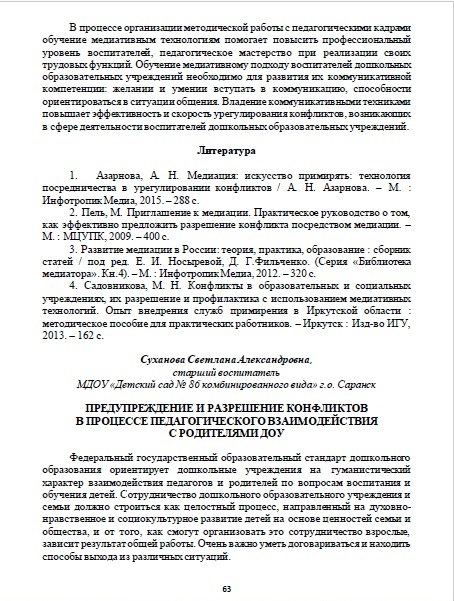 В процессе организации методической работы с педагогическими кадрами
обучение медиативным технологиям помогает повысить профессиональный
уровень воспитателей, педагогическое мастерство при реализации своих
трудовых функций. Обучение медиативному подходу воспитателей дошкольных
образовательных учреждений необходимо для развития их коммуникативной
компетенции: желании и умении вступать в коммуникацию, способности
ориентироваться в ситуации общения. Владение коммуникативными техниками
повышает эффективность и скорость урегулирования конфликтов, возникающих
в сфере деятельности воспитателей дошкольных образовательных учреждений.
Литература
1. Азарнова, А. Н. Медиация: искусство примирять: технология
посредничества в урегулировании конфликтов / А. Н. Азарнова. – М. :
Инфотропик Медиа, 2015. – 288 с.
2. Пель, М. Приглашение к медиации. Практическое руководство о том,
как эффективно предложить разрешение конфликта посредством медиации. –
М. : МЦУПК, 2009. – 400 с.
3. Развитие медиации в России: теория, практика, образование : сборник
статей / под ред. Е. И. Носыревой, Д. Г.Фильченко. (Серия «Библиотека
медиатора». Кн.4). – М. : Инфотропик Медиа, 2012. – 320 с.
4. Садовникова, М. Н. Конфликты в образовательных и социальных
учреждениях, их разрешение и профилактика с использованием медиативных
технологий. Опыт внедрения служб примирения в Иркутской области :
методическое пособие для практических работников. – Иркутск : Изд-во ИГУ,
2013. – 162 с.
Суханова Светлана Александровна,
старший воспитатель
МДОУ «Детский сад № 86 комбинированного вида» г.о. Саранск
ПРЕДУПРЕЖДЕНИЕ И РАЗРЕШЕНИЕ КОНФЛИКТОВ
В ПРОЦЕССЕ ПЕДАГОГИЧЕСКОГО ВЗАИМОДЕЙСТВИЯ
С РОДИТЕЛЯМИ ДОУ
Федеральный государственный образовательный стандарт дошкольного
образования ориентирует дошкольные учреждения на гуманистический
характер взаимодействия педагогов и родителей по вопросам воспитания и
обучения детей. Сотрудничество дошкольного образовательного учреждения и
семьи должно строиться как целостный процесс, направленный на духовно-
нравственное и социокультурное развитие детей на основе ценностей семьи и
общества, и от того, как смогут организовать это сотрудничество взрослые,
зависит результат общей работы. Очень важно уметь договариваться и находить
способы выхода из различных ситуаций.
63